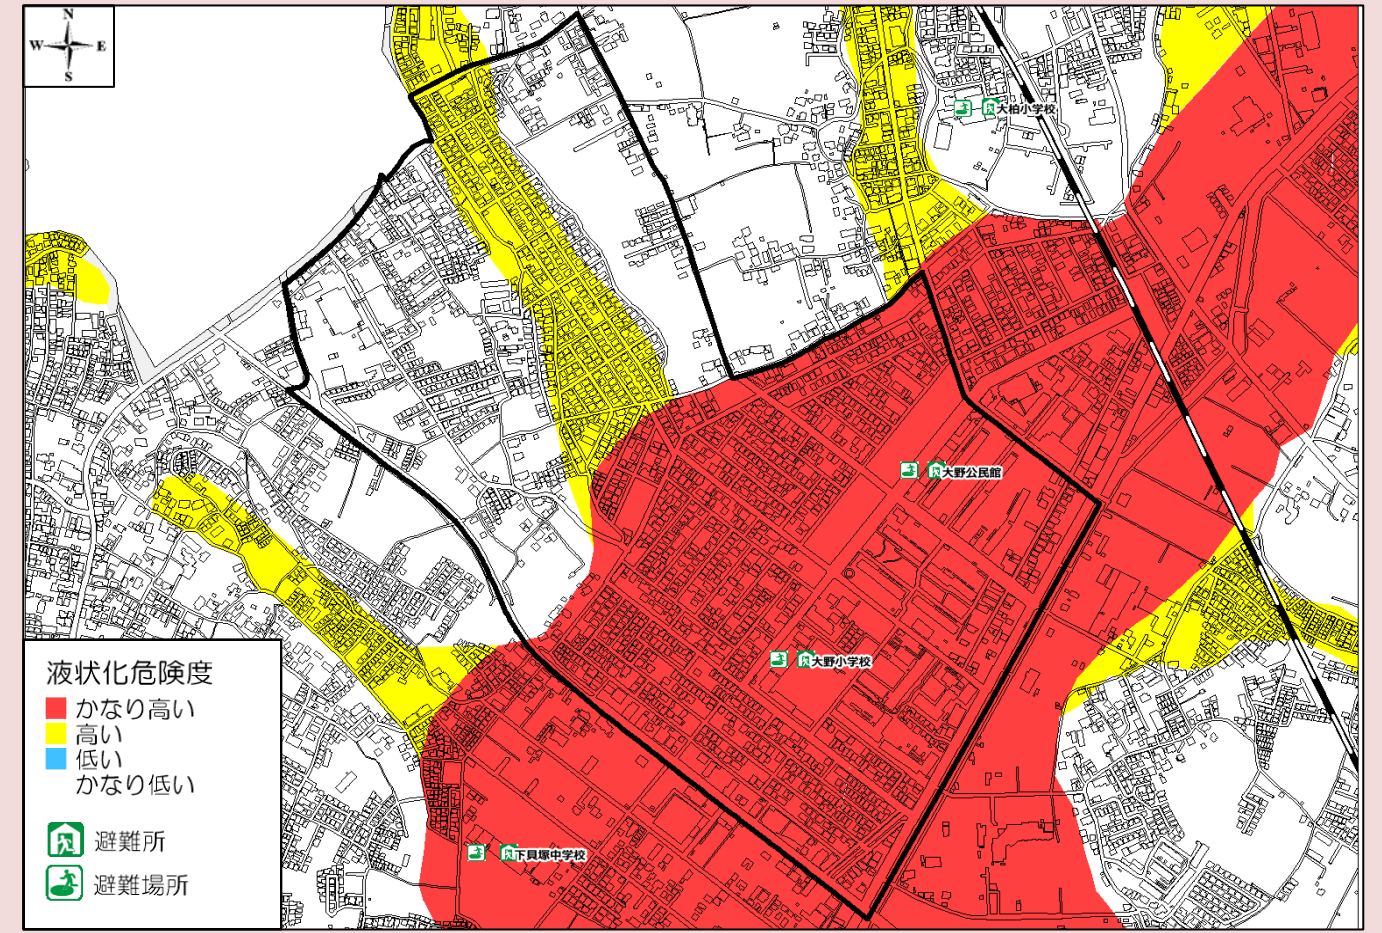 N
W E
S
大柏小学校
大野公民館
大野小学校
下貝塚中学校
液状化危険度
かなり高い
高い
低い
かなり低い
避難所
避難場所